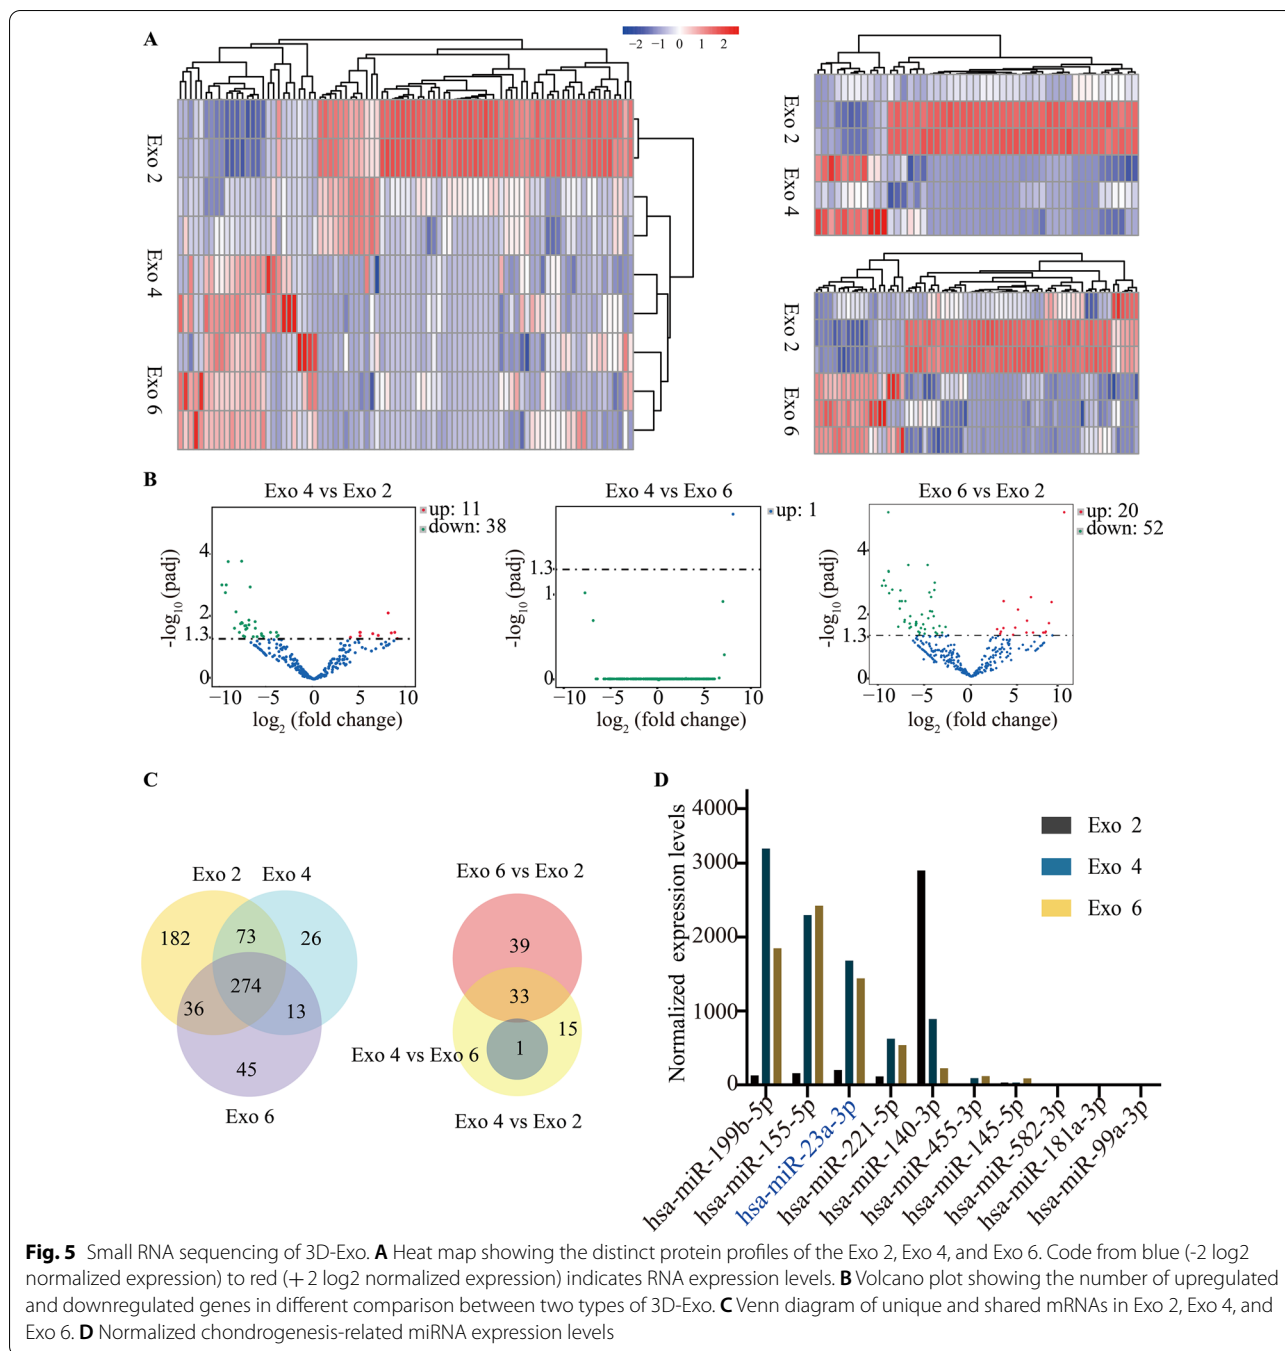 A
−2 −1 0 1 2
Exo 2
Exo 4
Exo 6
Exo 2
Exo 4
Exo 2
Exo 6
B
Exo 4 vs Exo 2
up: 11
down: 38
-log10 (padj)
4
2
1.3
0
−10 −5 0 5 10
log2 (fold change)
Exo 4 vs Exo 6
up: 1
-log10 (padj)
1.3
1
0
−10 −5 0 5 10
log2 (fold change)
Exo 6 vs Exo 2
up: 20
down: 52
-log10 (padj)
4
2
1.3
0
−10 −5 0 5 10
log2 (fold change)
C
Exo 2 Exo 4
182 73 26
274
36 13
45
Exo 6
Exo 6 vs Exo 2
39
33
15
Exo 4 vs Exo 6 1
Exo 4 vs Exo 2
D
Normalized expression levels
4000
3000
2000
1000
0
Exo 2
Exo 4
Exo 6
hsa-miR-199b-5p
hsa-miR-155-5p
hsa-miR-23a-3p
hsa-miR-221-5p
hsa-miR-140-3p
hsa-miR-455-3p
hsa-miR-145-5p
hsa-miR-582-3p
hsa-miR-181a-3p
hsa-miR-99a-3p
Fig. 5 Small RNA sequencing of 3D-Exo. A Heat map showing the distinct protein profiles of the Exo 2, Exo 4, and Exo 6. Code from blue (-2 log2
normalized expression) to red (+ 2 log2 normalized expression) indicates RNA expression levels. B Volcano plot showing the number of upregulated
and downregulated genes in different comparison between two types of 3D-Exo. C Venn diagram of unique and shared mRNAs in Exo 2, Exo 4, and
Exo 6. D Normalized chondrogenesis-related miRNA expression levels